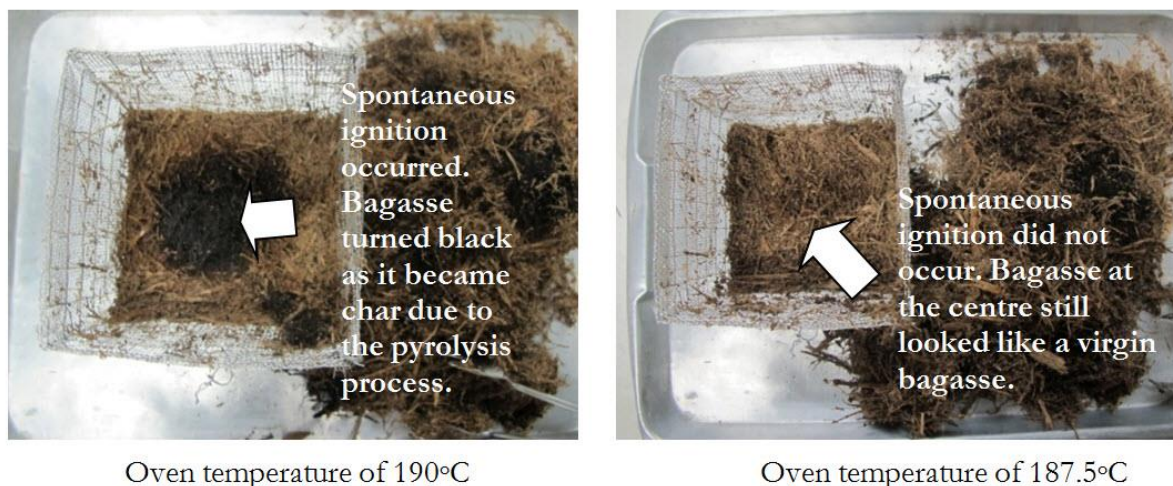 Spontaneous
ignition
occurred.
Bagasse
turned black
as it became
char due to
the pyrolysis
process.
Spontaneous
ignition did not
occur. Bagasse at
the centre still
looked like a virgin
bagasse.
Oven temperature of 190°C
Oven temperature of 187.5°C